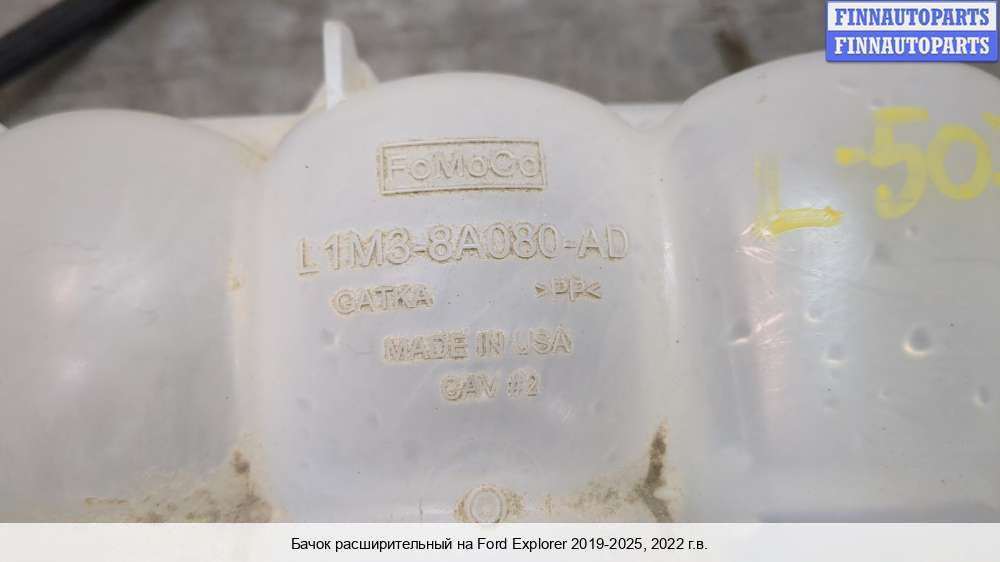 FINNAUTOPARTS
FINNAUTOPARTS
FoMoCo
-50
L1M3-8A080-AD
GATKA >PP<
MADE IN USA
CAV #2
Бачок расширительный на Ford Explorer 2019-2025, 2022 г.в.